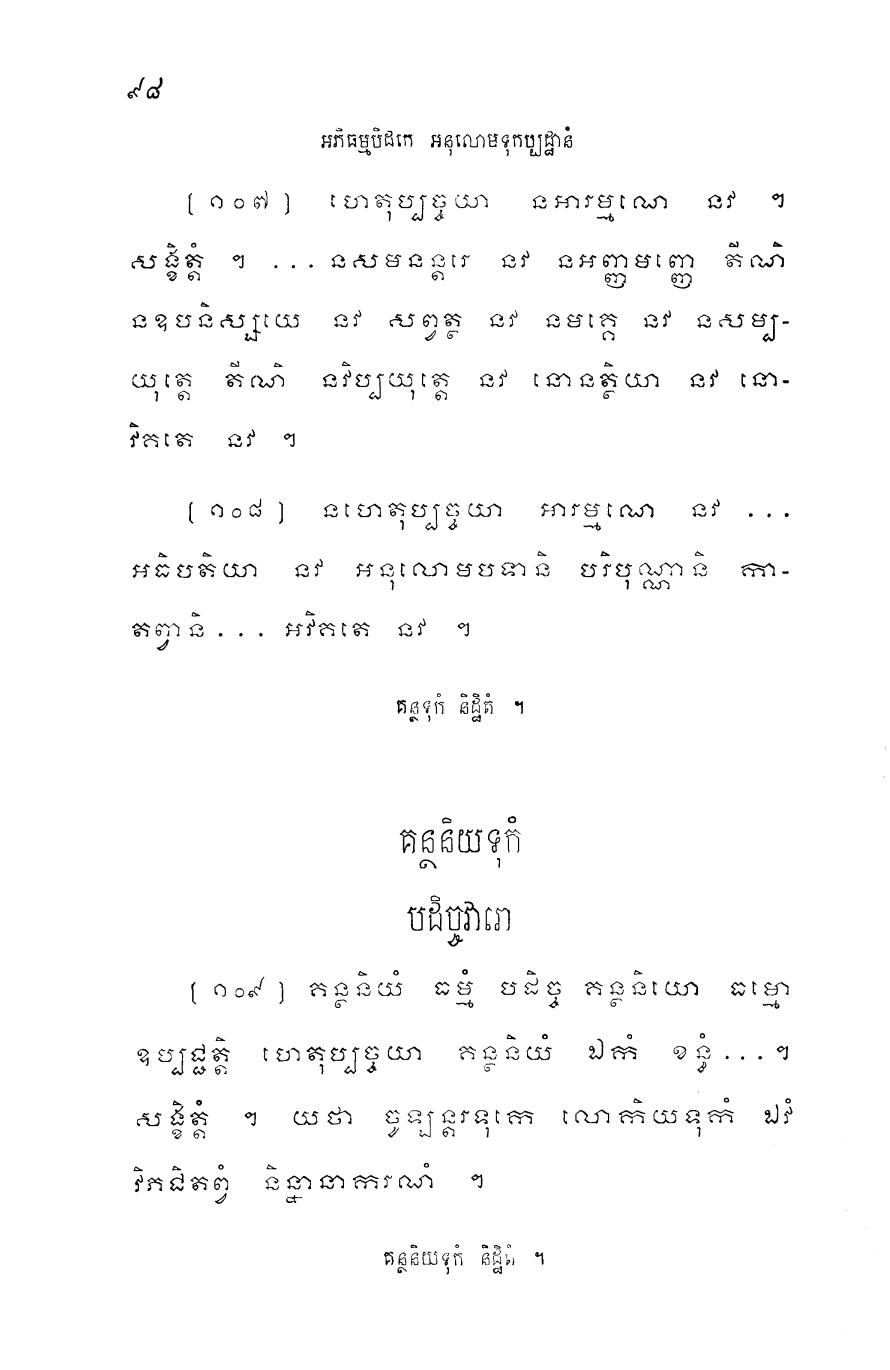 ៩៨
អភិធម្មបិដកេ អនុលោមទុកប្បដ្ឋានំ
[ ១០៧ ] ហេតុប្បច្ចយា នអារម្មណេ នវ ។
សង្ខិត្តំ ។ ... នសមនន្តរេ នវ នអញ្ញមញ្ញេ តីណិ
នឧបនិស្សយេ នវ សព្វត្ថ នវ នមគ្គេ នវ នសម្ប-
យុត្តេ តីណិ នវិប្បយុត្តេ នវ នោនត្ថិយា នវ នោ-
វិគតេ នវ ។
[ ១០៨ ] នហេតុប្បច្ចយា អារម្មណេ នវ ...
អធិបតិយា នវ អនុលោមបទានិ បរិបុណ្ណានិ កា-
តព្វានិ ... អវិគតេ នវ ។
គន្ថទុកំ និដ្ឋិតំ ។
គន្ថនិយទុកំ
បដិច្ចវារោ
[ ១០៩ ] គន្ថនិយំ ធម្មំ បដិច្ច គន្ថនិយោ ធម្មោ
ឧប្បជ្ជតិ្ត ហេតុប្បច្ចយា គន្ថនិយំ ឯកំ ខន្ធំ ... ។
សង្ខិត្តំ ។ យថា ចូឡន្តរទុកេ លោកិយទុកំ ឯវំ
វិភជិតព្វំ និន្នានាករណំ ។
គន្ថនិយទុកំ និដ្ឋិតំ ។